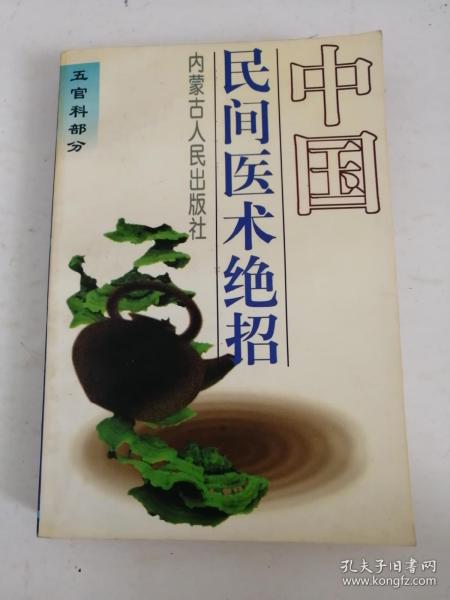 中国
民间医术绝招
内蒙古人民出版社
五官科部分
孔夫子旧书网
www.kongfz.com